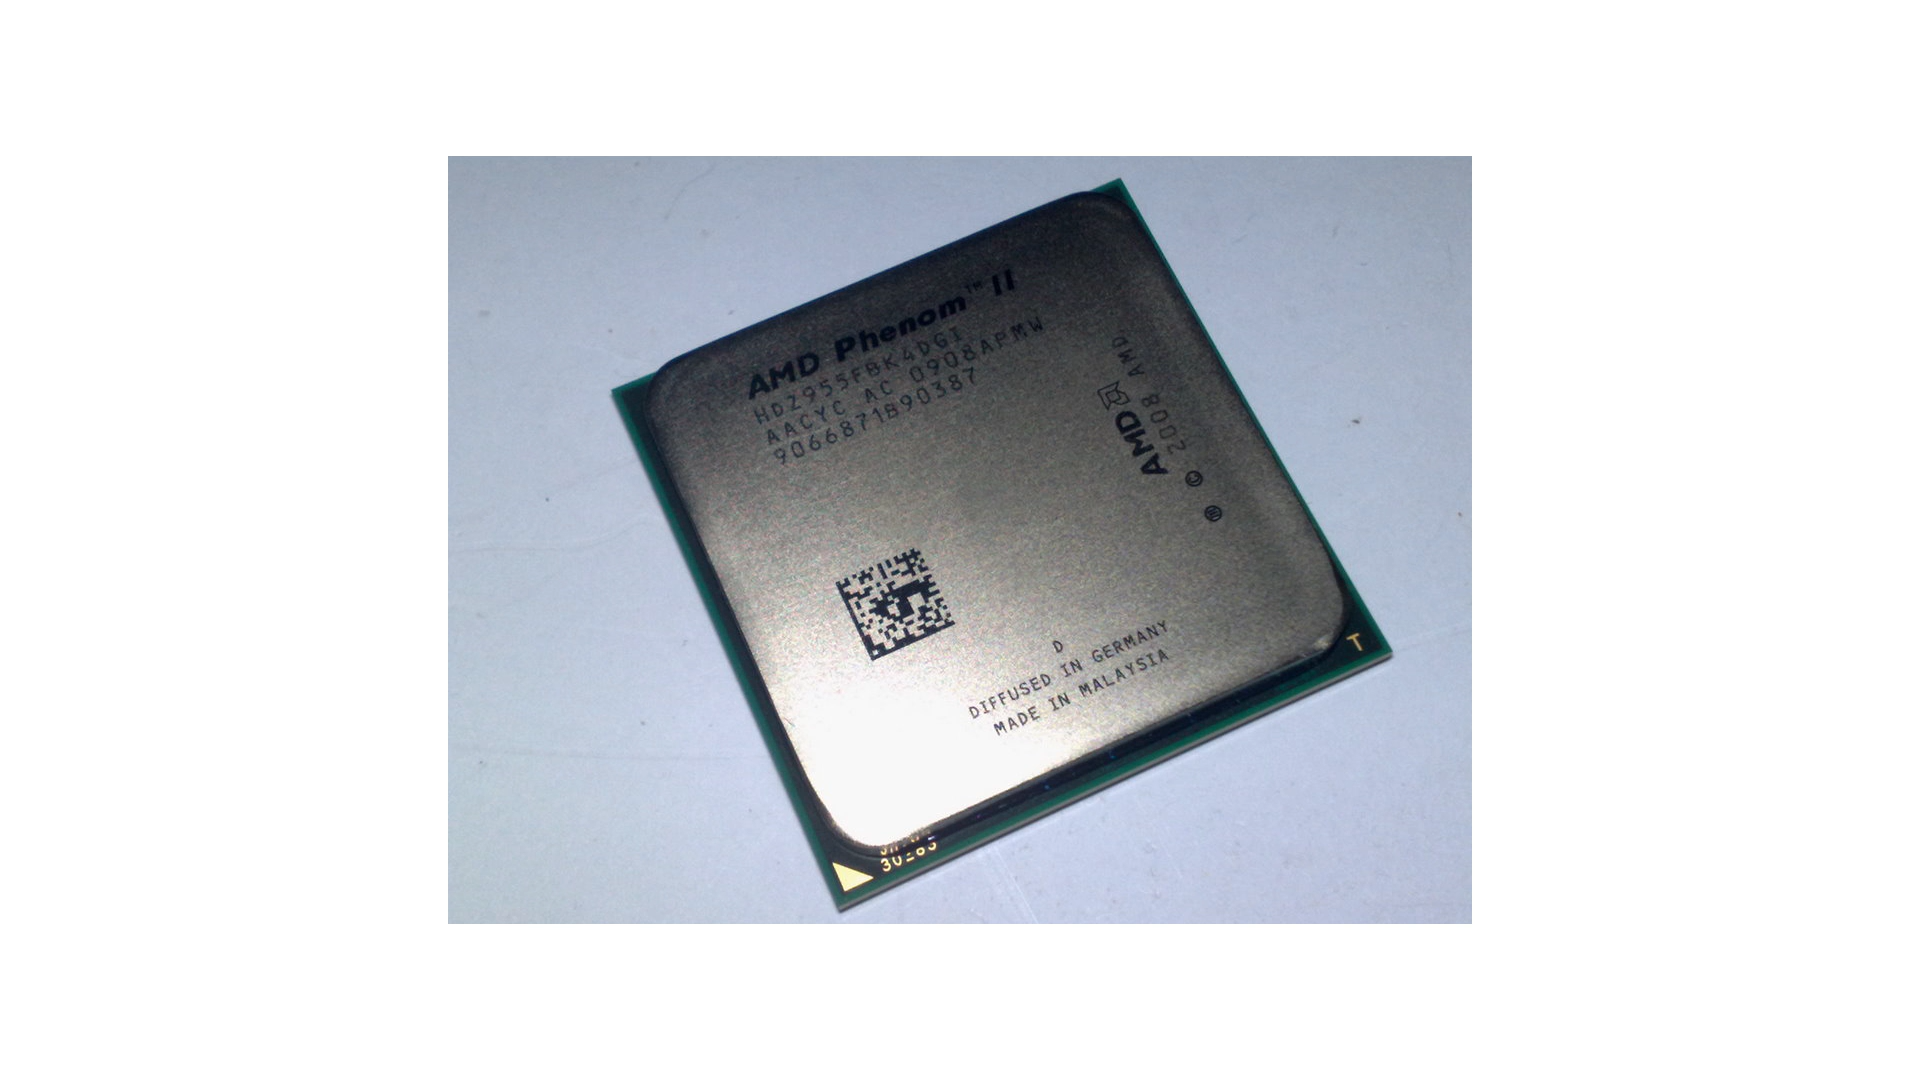 AMD Phenom™ II
HDZ955FBK4DGI
AACYC AC 0908APMW
9066871B90387
AMD
© 2008 AMD
D
DIFFUSED IN GERMANY
MADE IN MALAYSIA
T